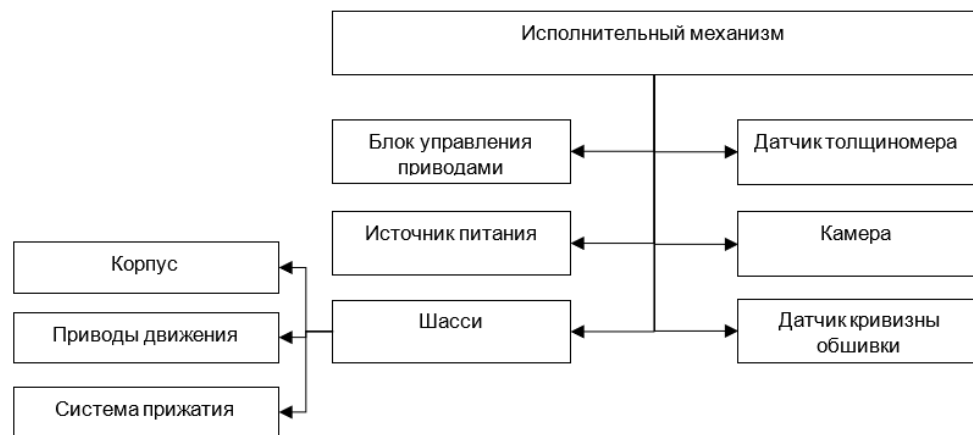 Исполнительный механизм
Блок управления
приводами
Датчик толщиномера
Источник питания
Камера
Корпус
Шасси
Датчик кривизны
обшивки
Приводы движения
Система прижатия